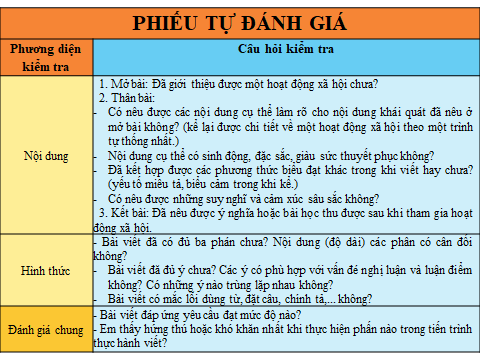 PHIẾU TỰ ĐÁNH GIÁ
Phương diện
kiểm tra
Câu hỏi kiểm tra
Nội dung
1. Mở bài: Đã giới thiệu được một hoạt động xã hội chưa?
2. Thân bài:
- Có nêu được các nội dung cụ thể làm rõ cho nội dung khái quát đã nêu ở
mở bài không? (kể lại được chi tiết về một hoạt động xã hội theo một trình
tự thống nhất.)
- Nội dung cụ thể có sinh động, đặc sắc, giàu sức thuyết phục không?
- Đã kết hợp được các phương thức biểu đạt khác trong khi viết hay chưa?
(yếu tố miêu tả, biểu cảm trong khi kể.)
- Có nêu được những suy nghĩ và cảm xúc sâu sắc không?
3. Kết bài: Đã nêu được ý nghĩa hoặc bài học thu được sau khi tham gia hoạt
động xã hội.
Hình thức
- Bài viết đã có đủ ba phần chưa? Nội dung (độ dài) các phần có cân đối
không?
- Bài viết đã đủ ý chưa? Các ý có phù hợp với vấn đề nghị luận và luận điểm
không? Có những ý nào trùng lặp nhau không?
- Bài viết có mắc lỗi dùng từ, đặt câu, chính tả,... không?
Đánh giá chung
- Bài viết đáp ứng yêu cầu đạt mức độ nào?
- Em thấy hứng thú hoặc khó khăn nhất khi thực hiện phần nào trong tiến trình
thực hành viết?